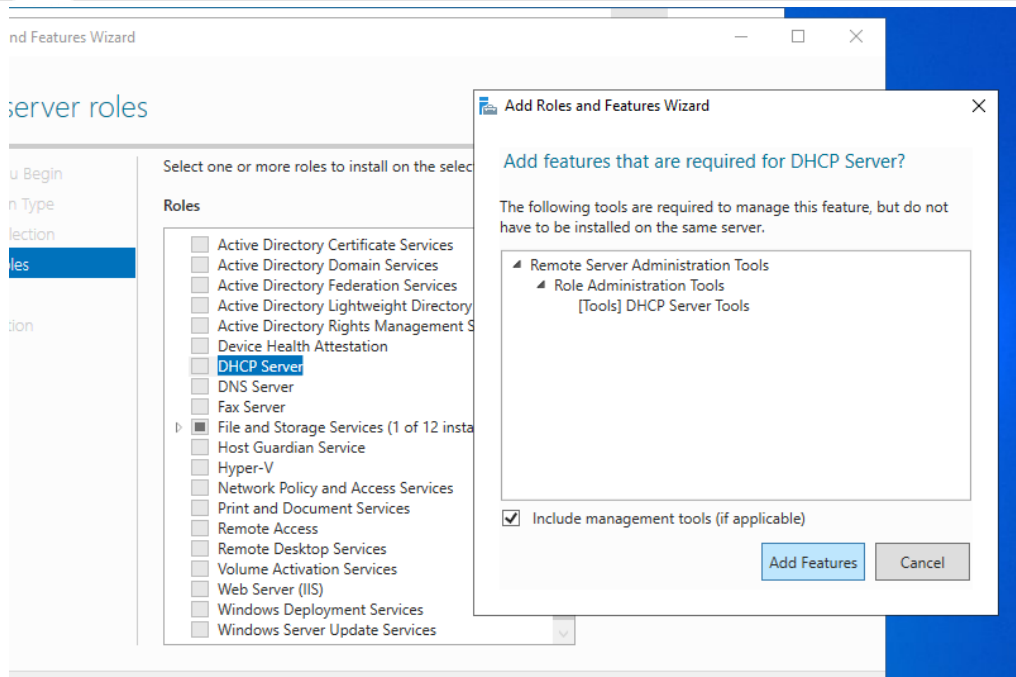 nd Features Wizard
server roles
u Begin
n Type
lection
les
tion
Select one or more roles to install on the selec
Roles
Active Directory Certificate Services
Active Directory Domain Services
Active Directory Federation Services
Active Directory Lightweight Directory
Active Directory Rights Management S
Device Health Attestation
DHCP Server
DNS Server
Fax Server
File and Storage Services (1 of 12 insta
Host Guardian Service
Hyper-V
Network Policy and Access Services
Print and Document Services
Remote Access
Remote Desktop Services
Volume Activation Services
Web Server (IIS)
Windows Deployment Services
Windows Server Update Services
Add Roles and Features Wizard
Add features that are required for DHCP Server?
The following tools are required to manage this feature, but do not
have to be installed on the same server.
Remote Server Administration Tools
Role Administration Tools
[Tools] DHCP Server Tools
Include management tools (if applicable)
Add Features
Cancel